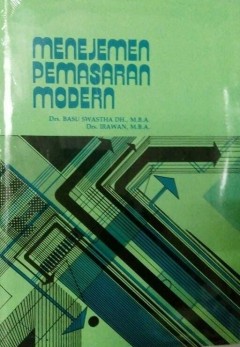 MENEJEMEN
PEMASARAN
MODERN
Drs. BASU SWASTHA DH., M.B.A.
Drs. IRAWAN, M.B.A.